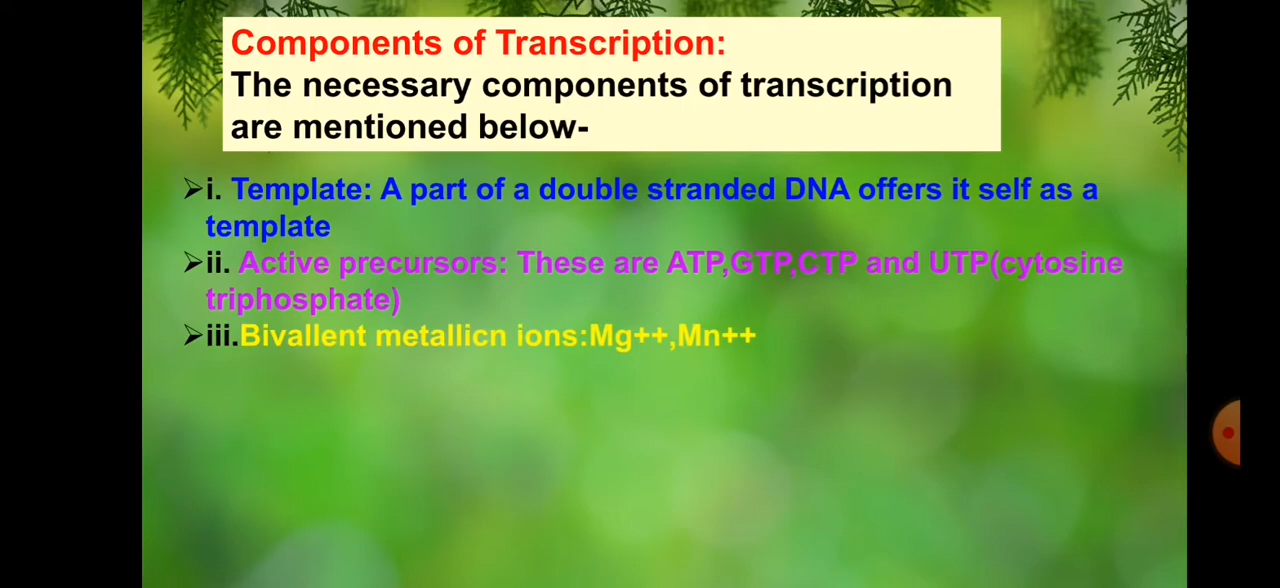 Components of Transcription:
The necessary components of transcription
are mentioned below-
➢i. Template: A part of a double stranded DNA offers it self as a
template
➢ii. Active precursors: These are ATP,GTP,CTP and UTP(cytosine
triphosphate)
➢iii.Bivallent metallicn ions:Mg++,Mn++